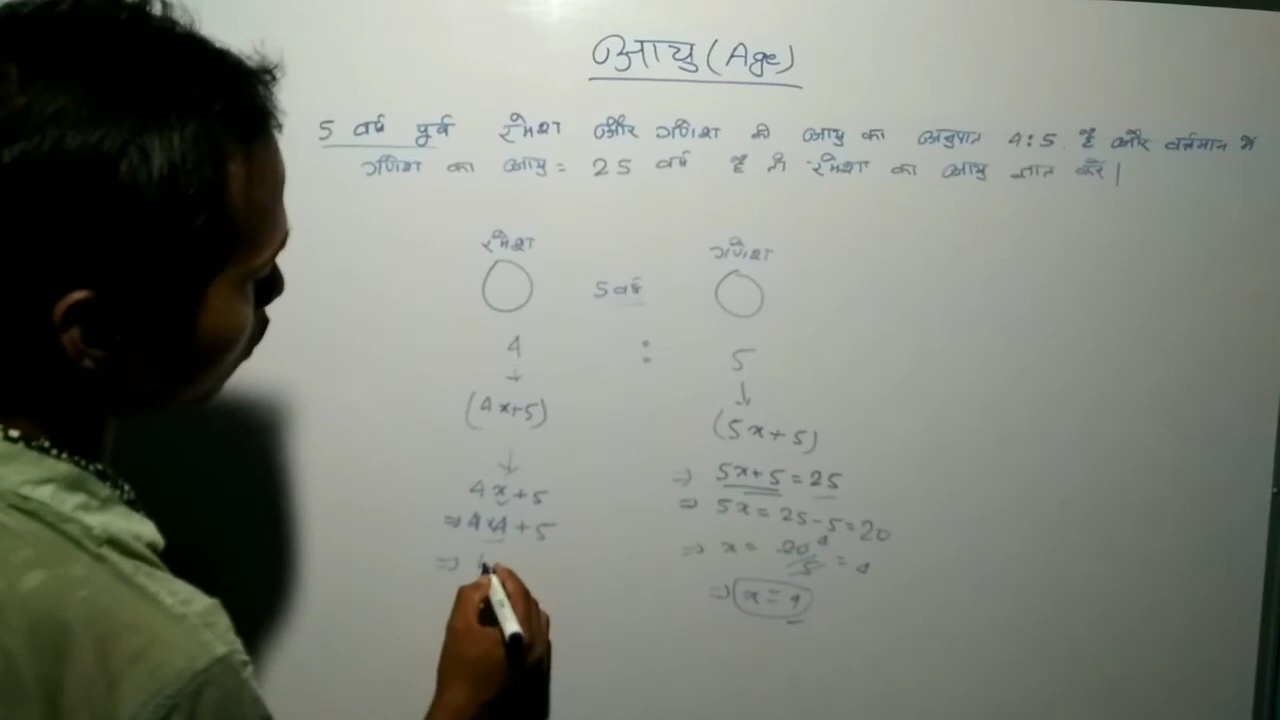 आयु (Age)
5 वर्ष पूर्व रमेश और गणेश की आयु का अनुपात 4:5 है और वर्तमान में
गणेश का आयु = 25 वर्ष है तो रमेश का आयु ज्ञात करें।
रमेश गणेश
5 वर्ष
4 : 5
↓ ↓
(4x+5) (5x+5)
↓
4x+5 ⇒ 5x+5=25
⇒ 4×4+5 ⇒ 5x=25-5=20
⇒ ⇒ x= 20/5 4 = 4
⇒ x=4